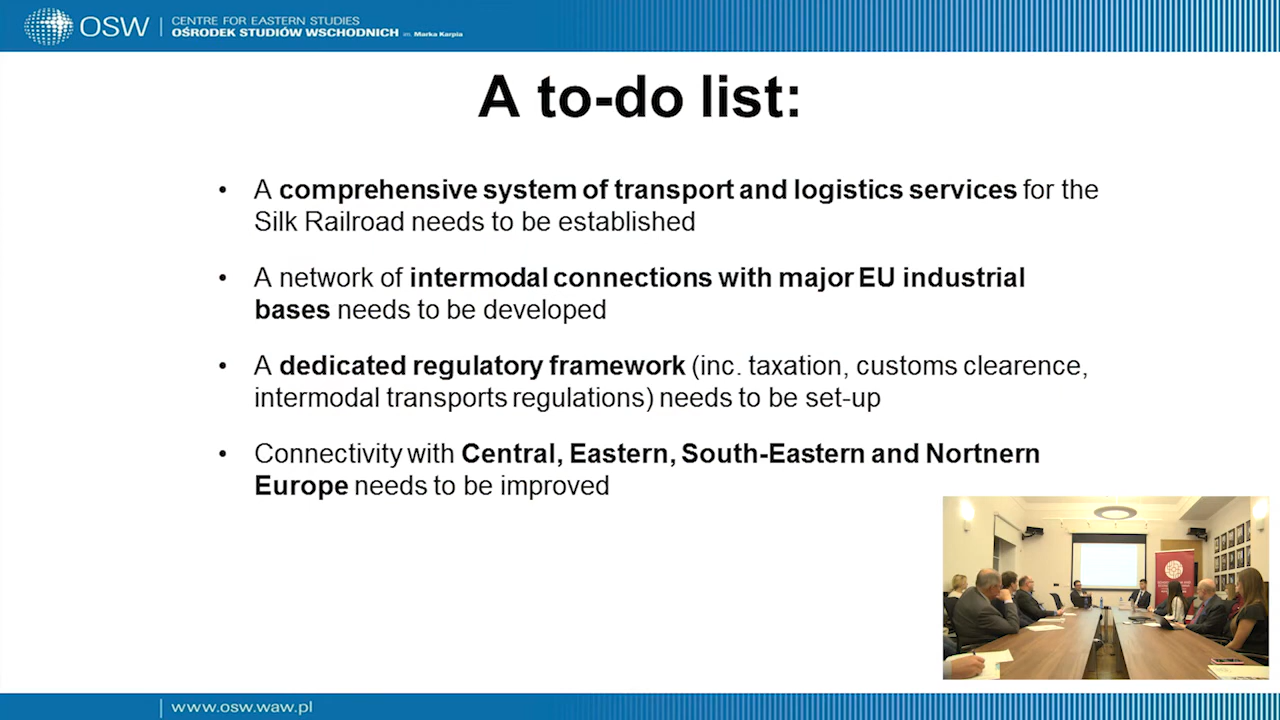 OSW
CENTRE FOR EASTERN STUDIES
OŚRODEK STUDIÓW WSCHODNICH im. Marka Karpia
A to-do list:
• A comprehensive system of transport and logistics services for the
Silk Railroad needs to be established
• A network of intermodal connections with major EU industrial
bases needs to be developed
• A dedicated regulatory framework (inc. taxation, customs clearence,
intermodal transports regulations) needs to be set-up
• Connectivity with Central, Eastern, South-Eastern and Nortnern
Europe needs to be improved
www.osw.waw.pl